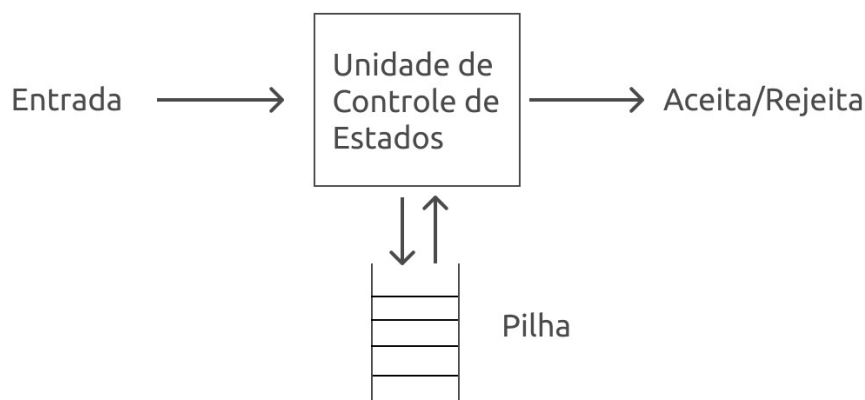 Entrada
Unidade de
Controle de
Estados
Aceita/Rejeita
Pilha